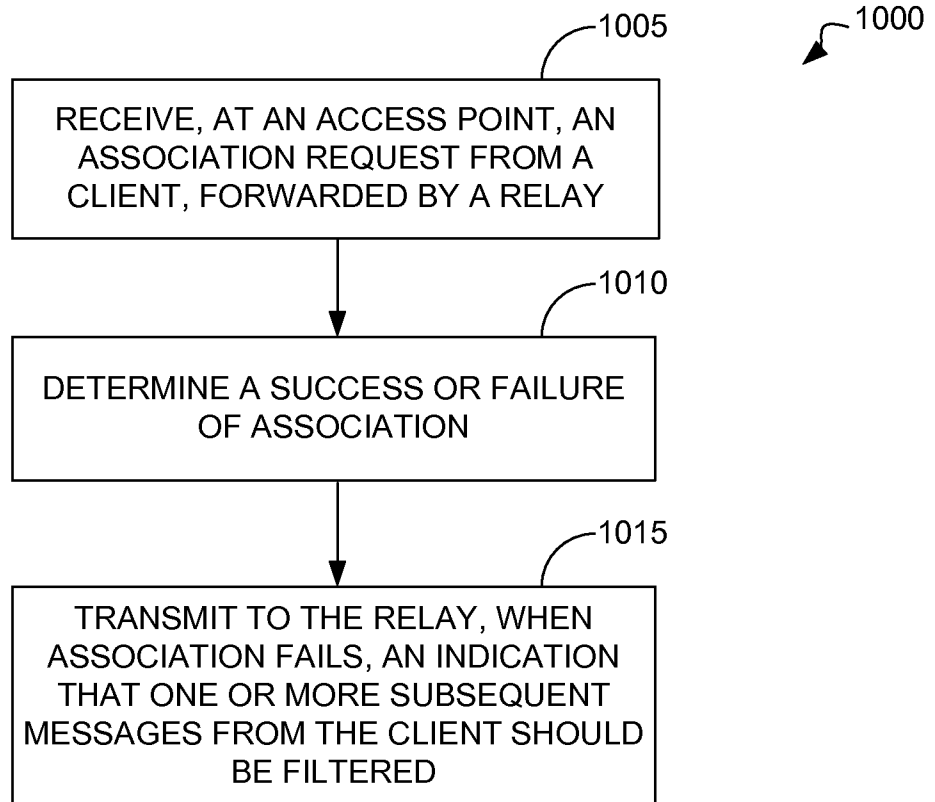 1000
1005
RECEIVE, AT AN ACCESS POINT, AN
ASSOCIATION REQUEST FROM A
CLIENT, FORWARDED BY A RELAY
1010
DETERMINE A SUCCESS OR FAILURE
OF ASSOCIATION
1015
TRANSMIT TO THE RELAY, WHEN
ASSOCIATION FAILS, AN INDICATION
THAT ONE OR MORE SUBSEQUENT
MESSAGES FROM THE CLIENT SHOULD
BE FILTERED